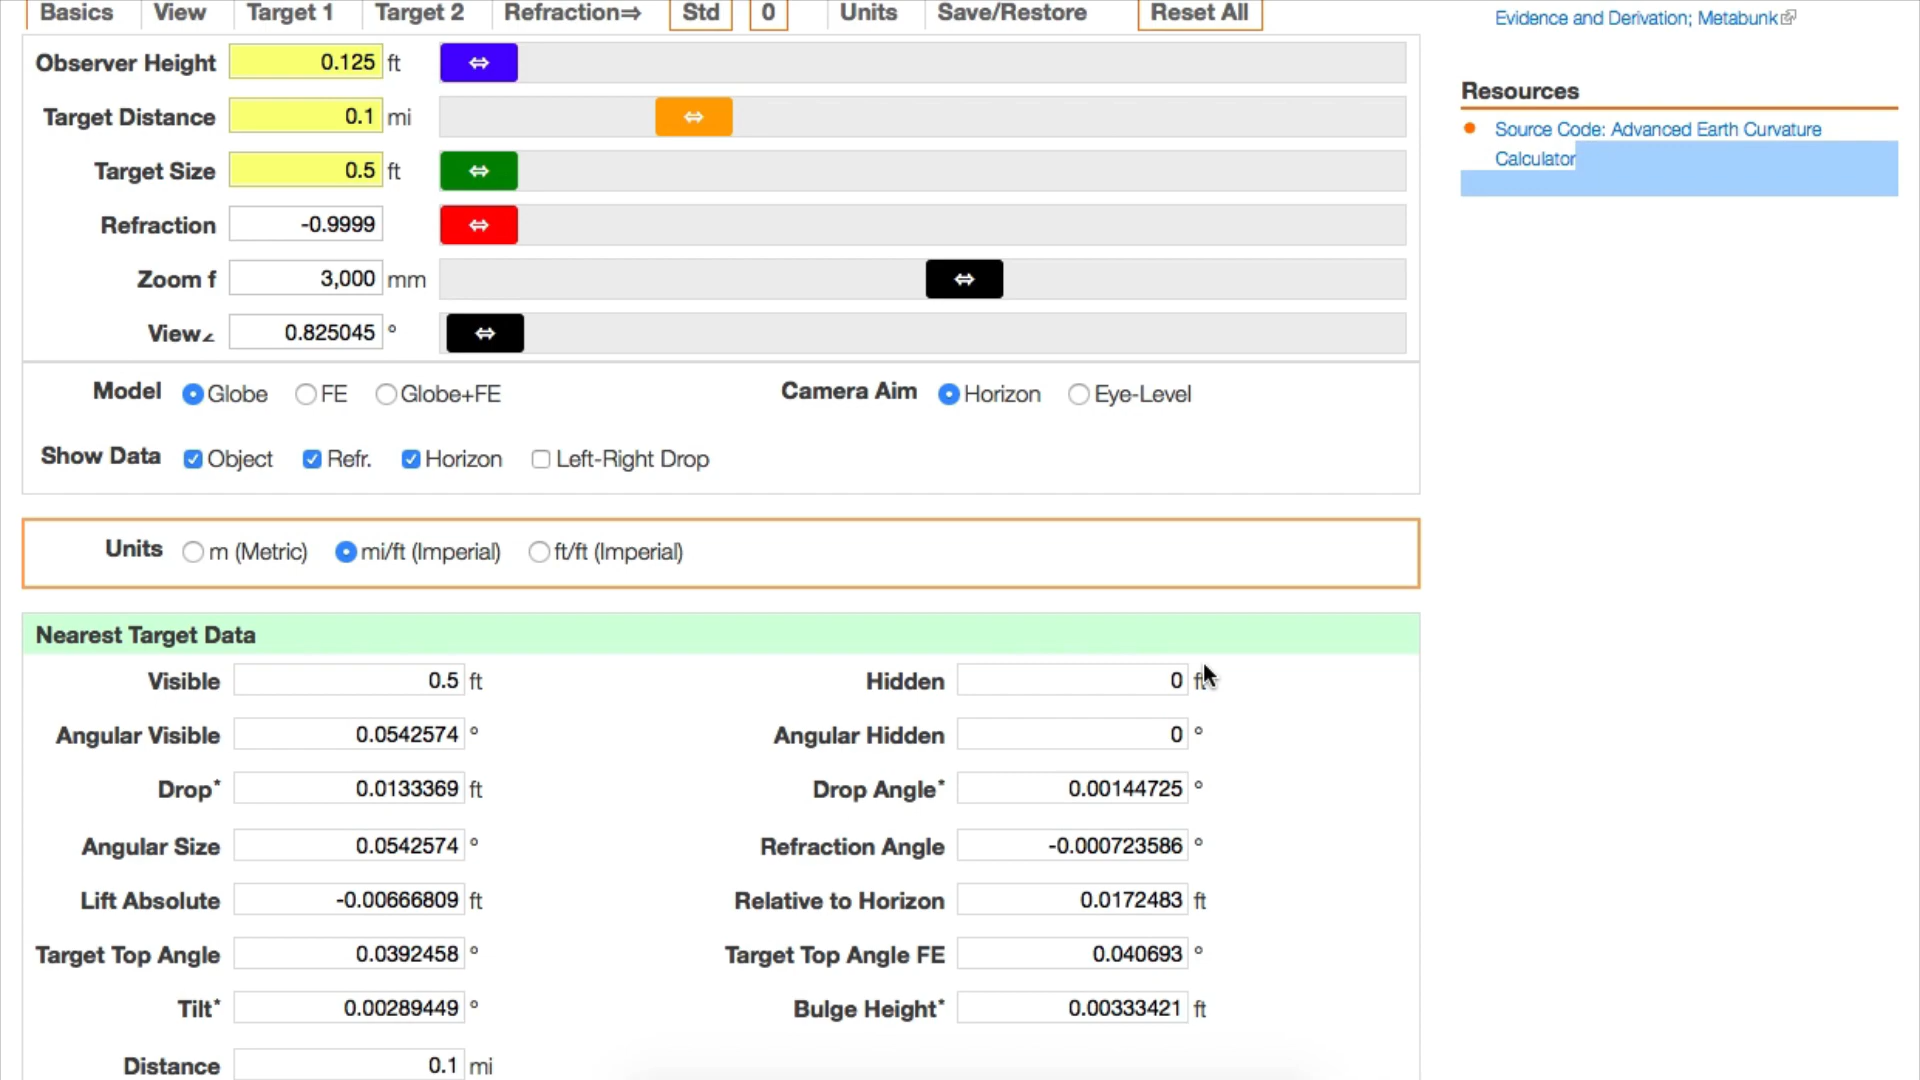 Basics View Target 1 Target 2 Refraction⇒ Std 0 Units Save/Restore Reset All
Evidence and Derivation; Metabunk
Observer Height 0.125 ft
Target Distance 0.1 mi
Target Size 0.5 ft
Refraction -0.9999
Zoom f 3,000 mm
View∠ 0.825045 °
Resources
Source Code: Advanced Earth Curvature
Calculator
Model Globe FE Globe+FE Camera Aim Horizon Eye-Level
Show Data Object Refr. Horizon Left-Right Drop
Units m (Metric) mi/ft (Imperial) ft/ft (Imperial)
Nearest Target Data
Visible 0.5 ft Hidden 0 ft
Angular Visible 0.0542574 ° Angular Hidden 0 °
Drop* 0.0133369 ft Drop Angle* 0.00144725 °
Angular Size 0.0542574 ° Refraction Angle -0.000723586 °
Lift Absolute -0.00666809 ft Relative to Horizon 0.0172483 ft
Target Top Angle 0.0392458 ° Target Top Angle FE 0.040693 °
Tilt* 0.00289449 ° Bulge Height* 0.00333421 ft
Distance 0.1 mi